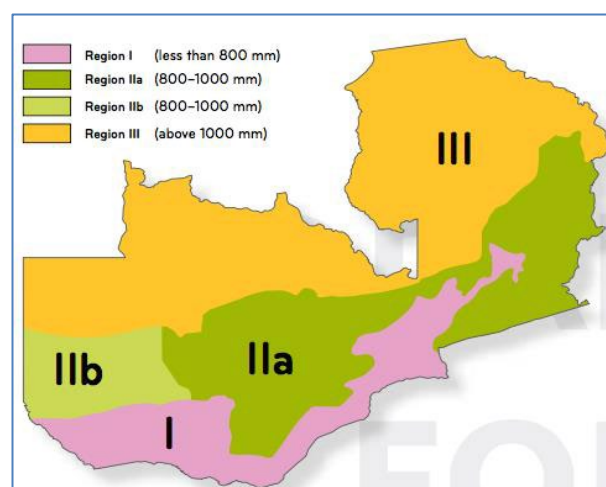 Region I (less than 800 mm)
Region IIa (800–1000 mm)
Region IIb (800–1000 mm)
Region III (above 1000 mm)
III
IIb
IIa
I